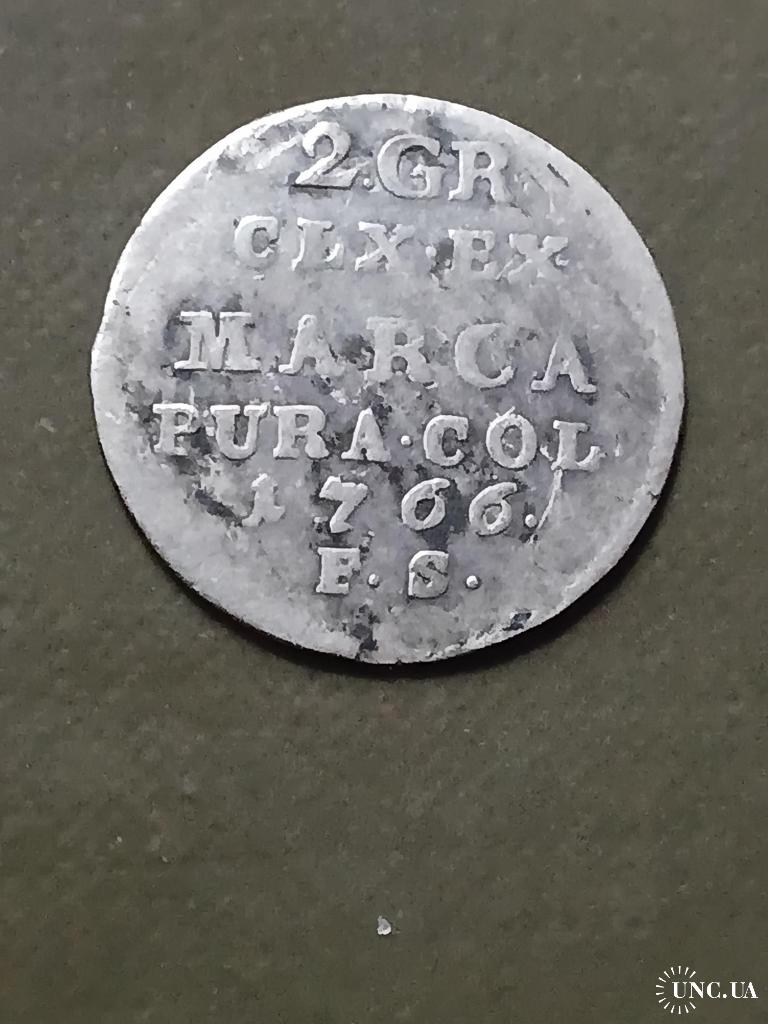 2.GR.
CLX·EX
MARCA
PURA·COL
1766.
F.S.
UNC.UA